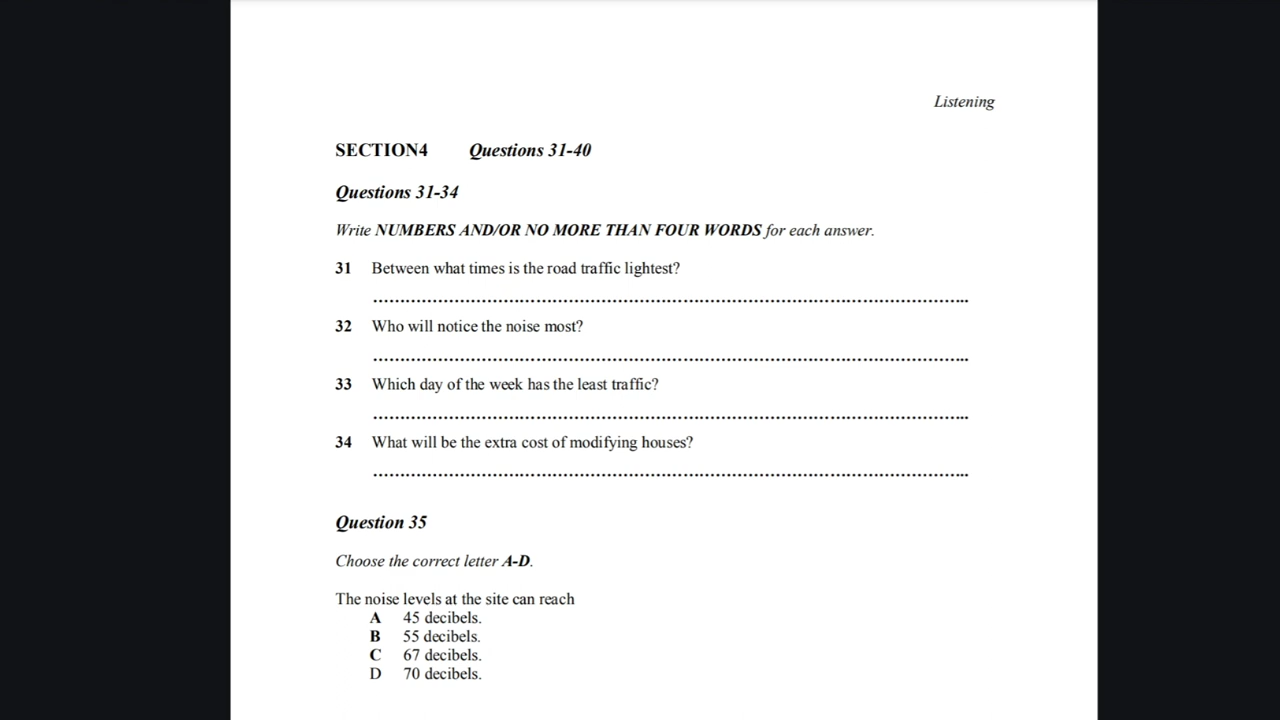 Listening
SECTION4 Questions 31-40
Questions 31-34
Write NUMBERS AND/OR NO MORE THAN FOUR WORDS for each answer.
31 Between what times is the road traffic lightest?
................................................................................................................
32 Who will notice the noise most?
................................................................................................................
33 Which day of the week has the least traffic?
................................................................................................................
34 What will be the extra cost of modifying houses?
................................................................................................................
Question 35
Choose the correct letter A-D.
The noise levels at the site can reach
A 45 decibels.
B 55 decibels.
C 67 decibels.
D 70 decibels.